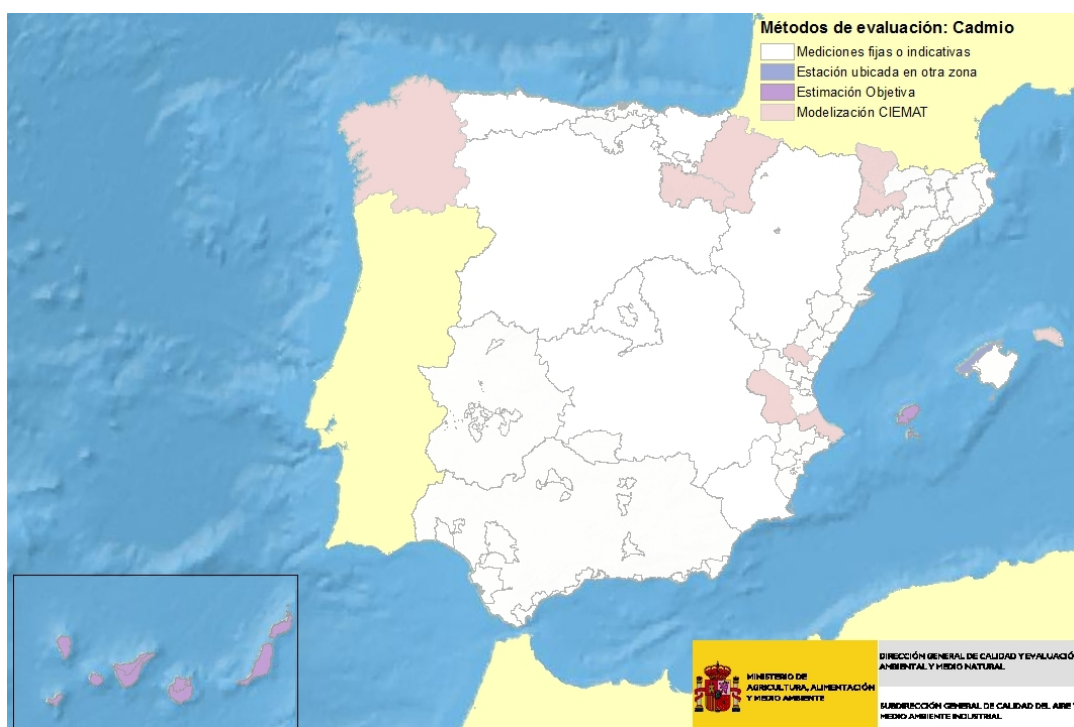 Métodos de evaluación: Cadmio
Mediciones fijas o indicativas
Estación ubicada en otra zona
Estimación Objetiva
Modelización CIEMAT
MINISTERIO DE
AGRICULTURA, ALIMENTACIÓN
Y MEDIO AMBIENTE
DIRECCIÓN GENERAL DE CALIDAD Y EVALUACIÓ
AMBIENTAL Y MEDIO NATURAL
SUBDIRECCIÓN GENERAL DE CALIDAD DEL AIRE Y
MEDIO AMBIENTE INDUSTRIAL